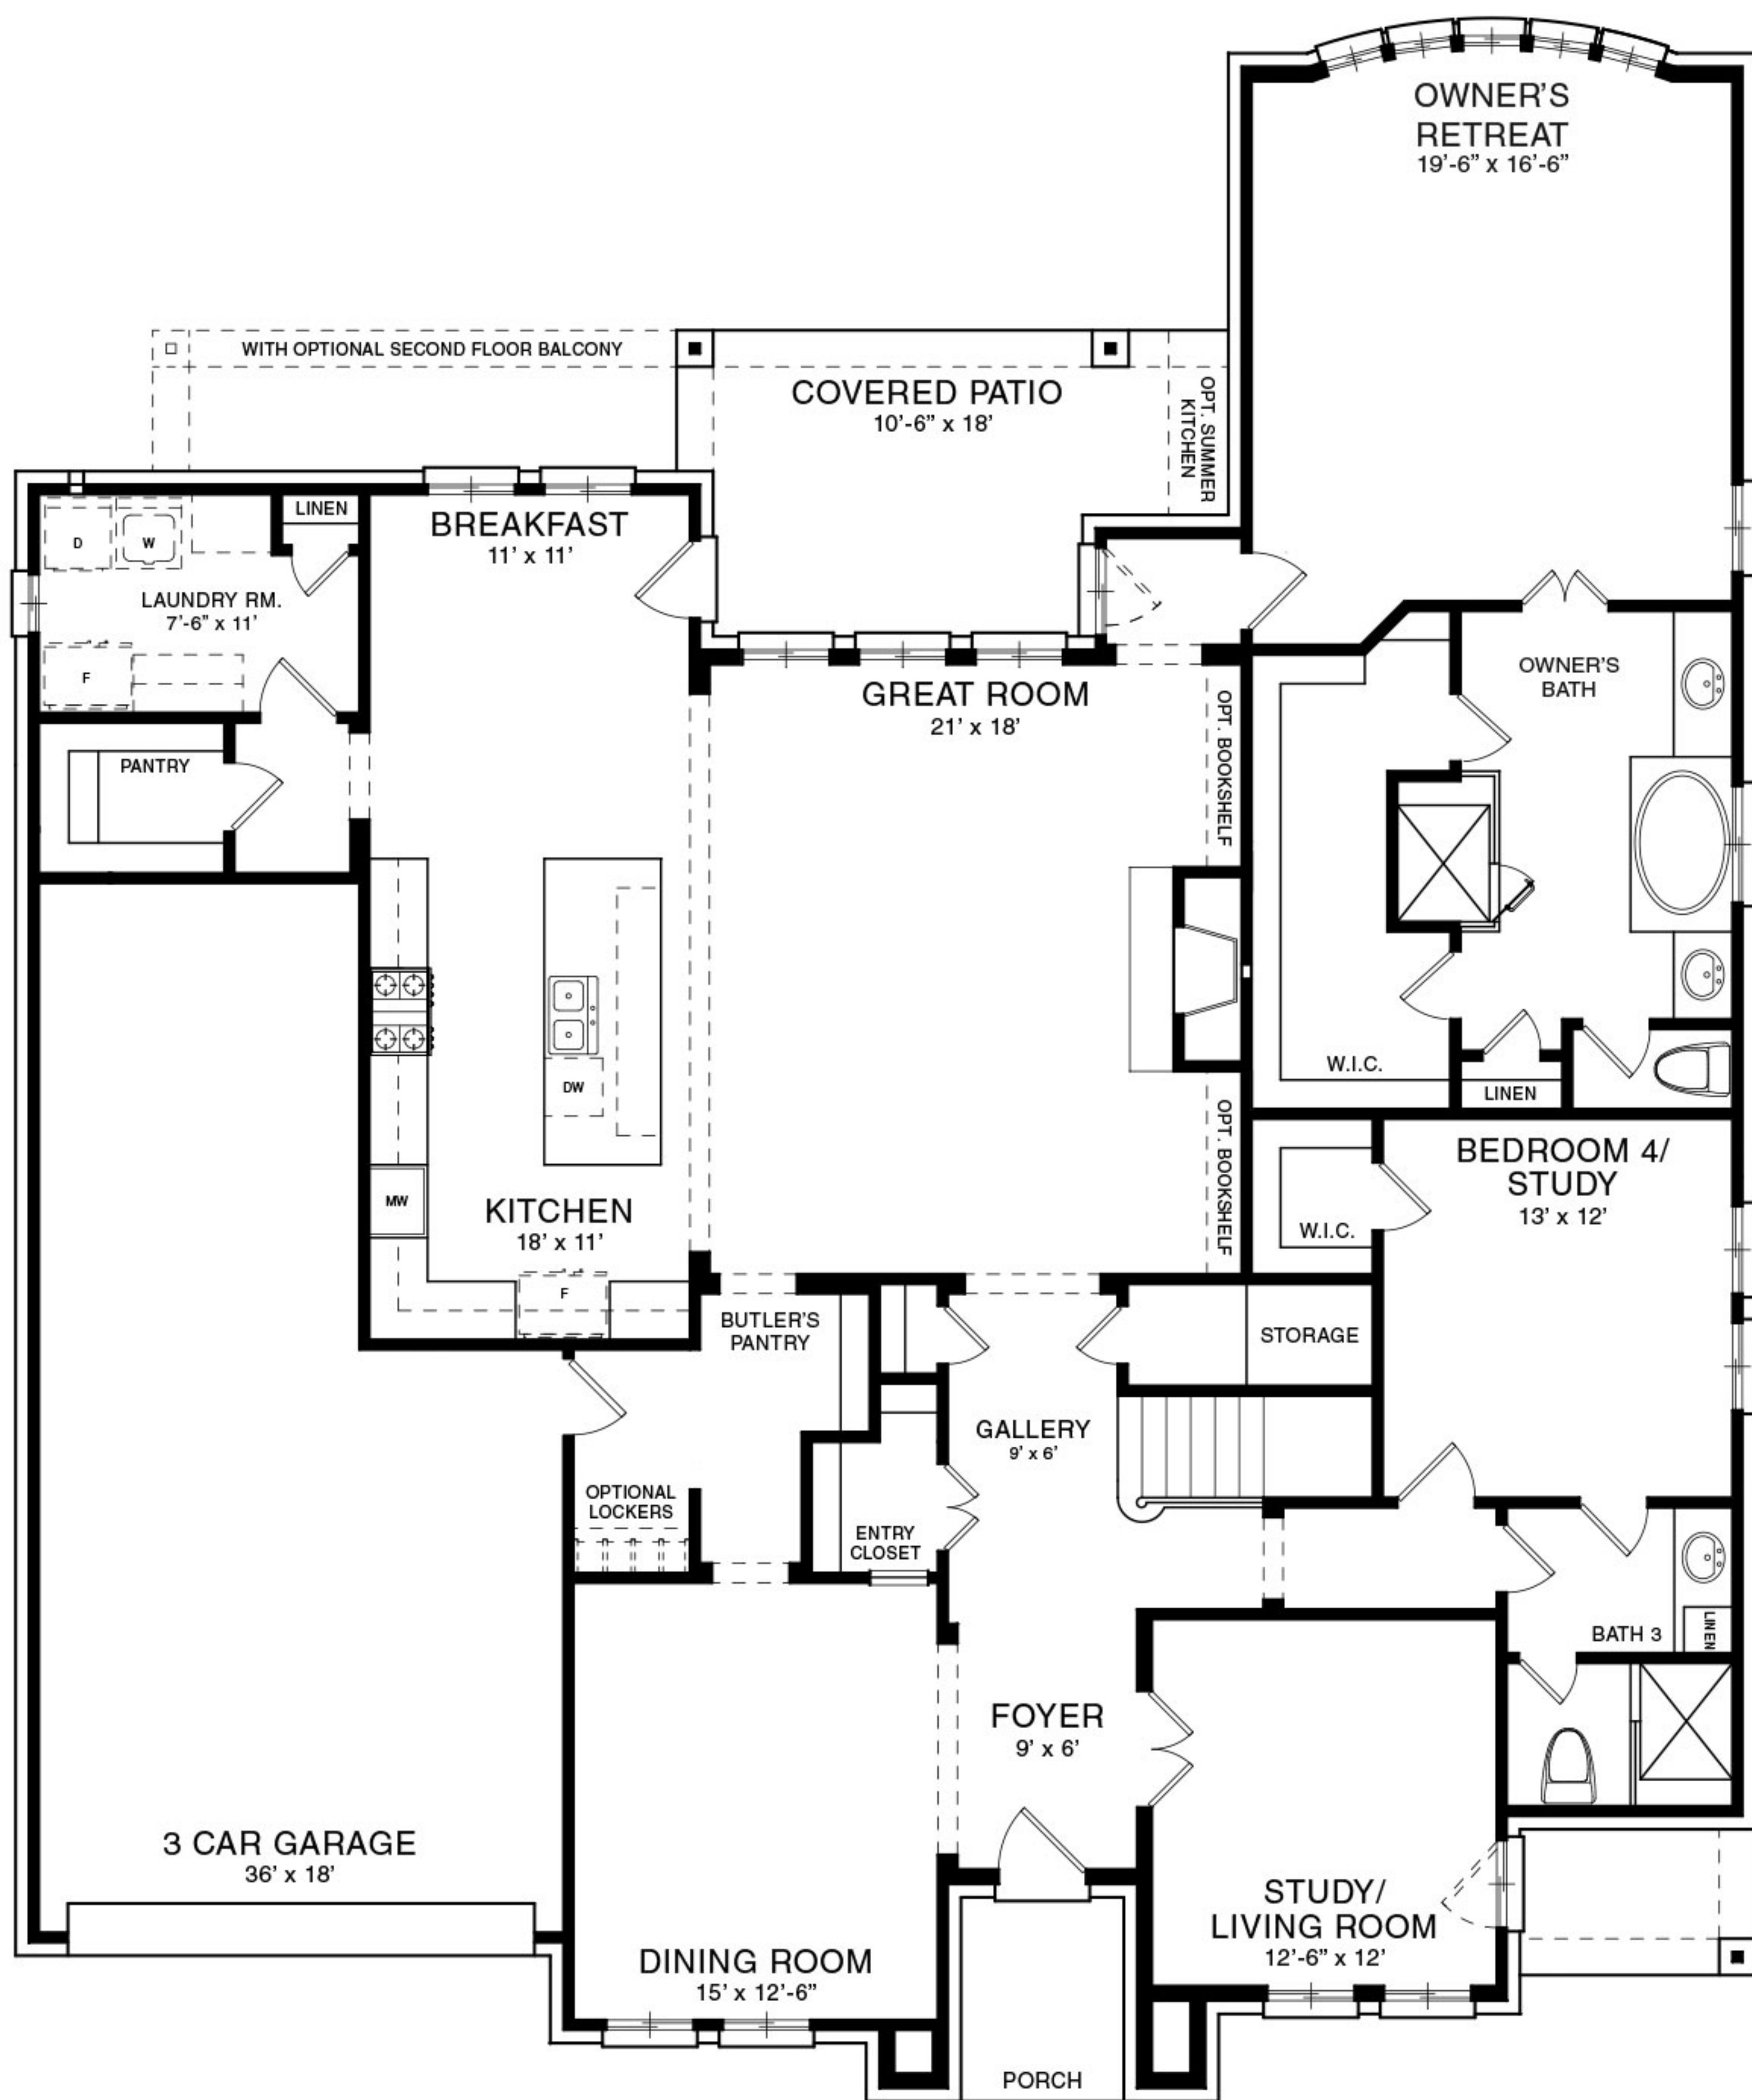 OWNER’S
RETREAT
19’-6” x 16’-6”
WITH OPTIONAL SECOND FLOOR BALCONY
COVERED PATIO
10’-6” x 18’
OPT. SUMMER
KITCHEN
LINEN
BREAKFAST
11’ x 11’
D
W
LAUNDRY RM.
7’-6” x 11’
F
PANTRY
GREAT ROOM
21’ x 18’
OPT. BOOKSHELF
OWNER’S
BATH
W.I.C.
LINEN
DW
MW
KITCHEN
18’ x 11’
F
OPT. BOOKSHELF
BEDROOM 4/
STUDY
13’ x 12’
W.I.C.
BUTLER’S
PANTRY
STORAGE
GALLERY
9’ x 6’
OPTIONAL
LOCKERS
ENTRY
CLOSET
BATH 3
LINEN
FOYER
9’ x 6’
3 CAR GARAGE
36’ x 18’
STUDY/
LIVING ROOM
12’-6” x 12’
DINING ROOM
15’ x 12’-6”
PORCH